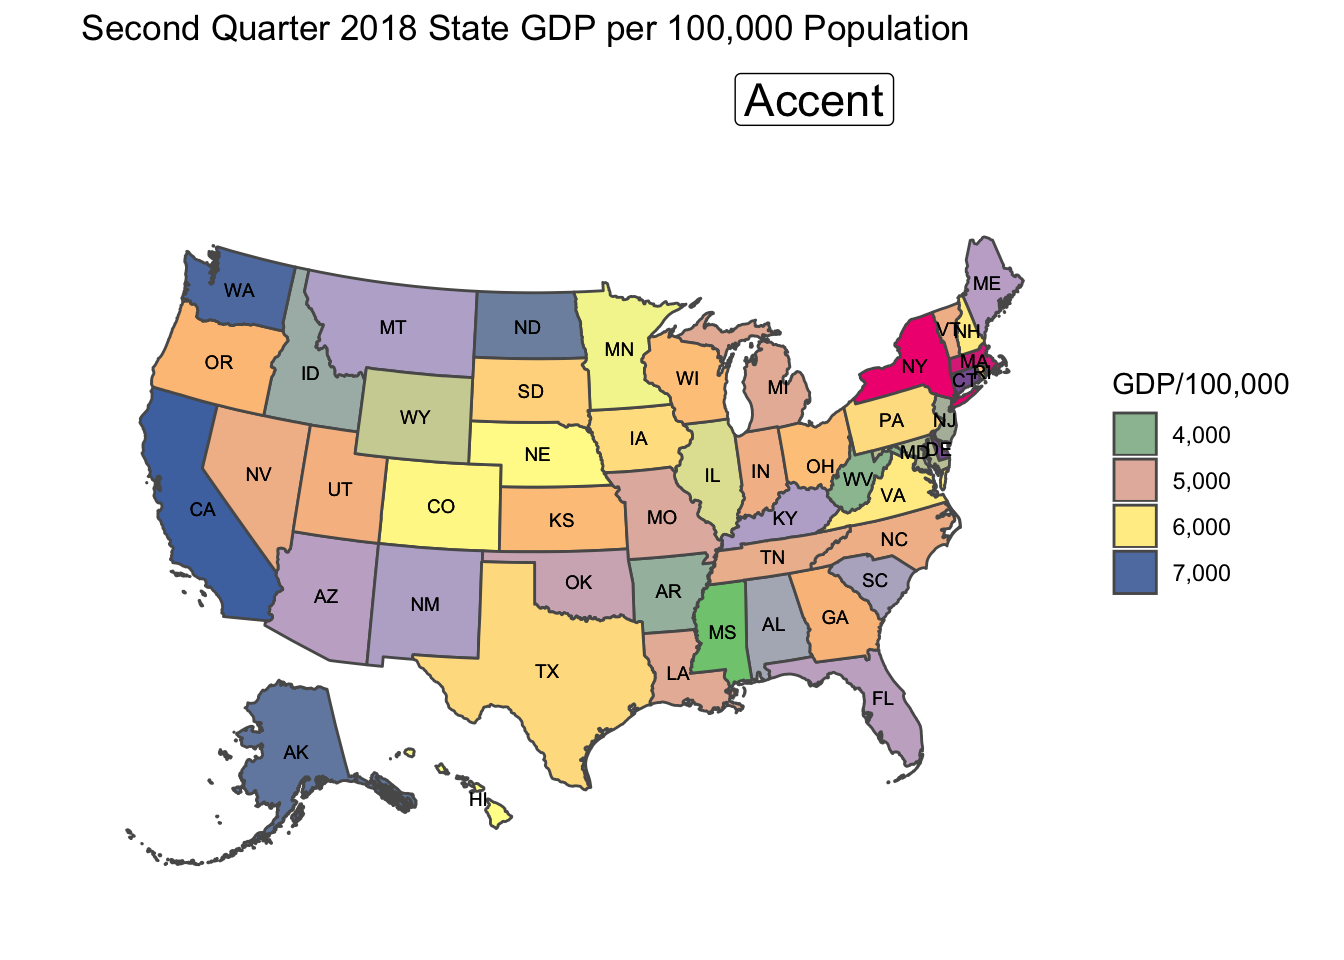 Second Quarter 2018 State GDP per 100,000 Population
Accent
WA
MT
ND
MN
ME
OR
ID
SD
WI
MI
NY
VT
NH
MA
CT
RI
WY
IA
NE
IL
IN
OH
PA
NJ
MD
DE
NV
UT
CO
KS
MO
KY
WV
VA
CA
AZ
NM
OK
AR
TN
NC
SC
MS
AL
GA
TX
LA
FL
AK
HI
GDP/100,000
4,000
5,000
6,000
7,000